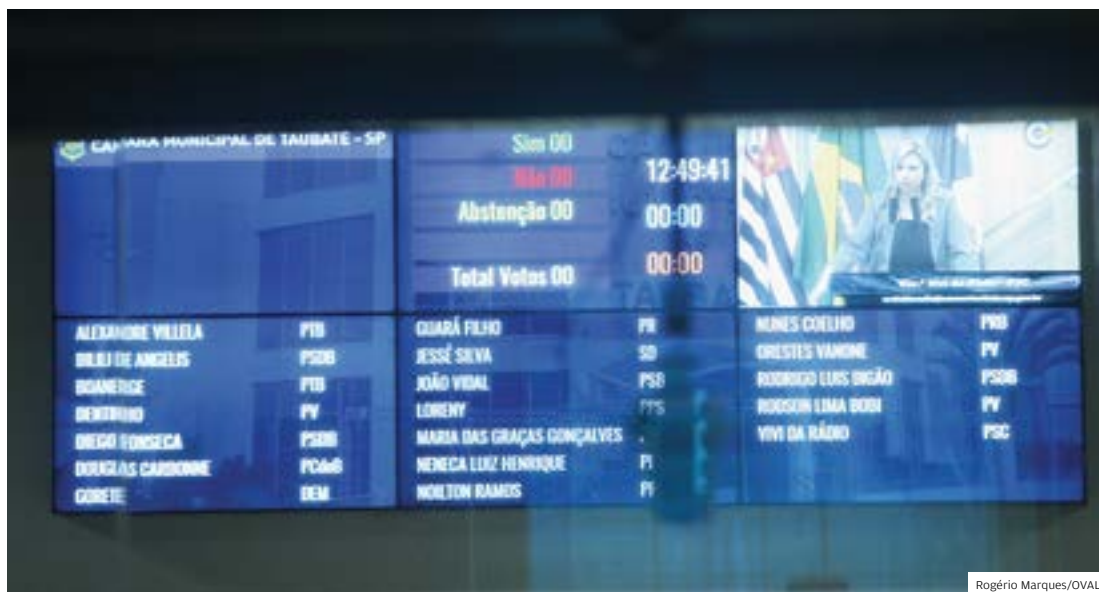 CÂMARA MUNICIPAL DE TAUBATÉ - SP
Sim 00
Não 00
Abstenção 00
Total Votos 00
12:49:41
00:00
00:00
ALEXANDRE VILLELA PTB
BILILI DE ANGELIS PSDB
BOANERGE PTB
DENTINHO PV
DIEGO FONSECA PSDB
DOUGLAS CARBONNE PCdoB
GORETE DEM
GUARÁ FILHO PR
JESSÉ SILVA SD
JOÃO VIDAL PSB
LORENY PPS
MARIA DAS GRAÇAS GONÇALVES
NENECA LUIZ HENRIQUE
NOILTON RAMOS
NUNES COELHO PRB
ORESTES VANONE PV
RODRIGO LUIS DIGÃO PSDB
RODSON LIMA BOBI PV
VIVI DA RÁDIO PSC
Rogério Marques/OVAL